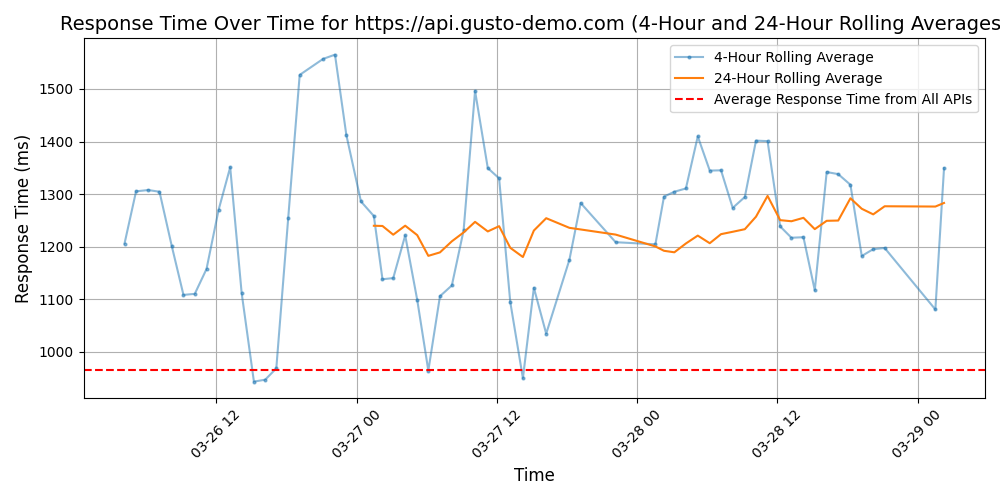 Response Time Over Time for https://api.gusto-demo.com (4-Hour and 24-Hour Rolling Averages
4-Hour Rolling Average
24-Hour Rolling Average
Average Response Time from All APIs
Response Time (ms)
1500
1400
1300
1200
1100
1000
03-26 12
03-27 00
03-27 12
03-28 00
03-28 12
03-29 00
Time